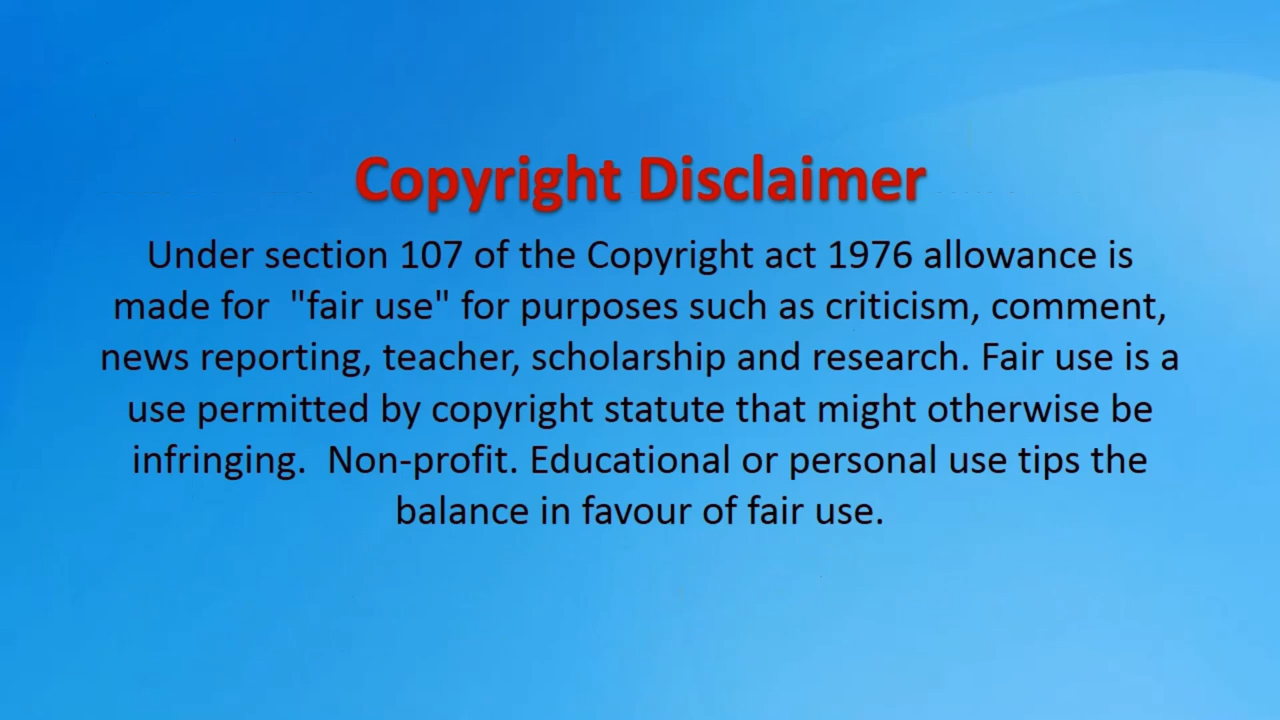 Copyright Disclaimer
Under section 107 of the Copyright act 1976 allowance is
made for  "fair use" for purposes such as criticism, comment,
news reporting, teacher, scholarship and research. Fair use is a
use permitted by copyright statute that might otherwise be
infringing.  Non-profit. Educational or personal use tips the
balance in favour of fair use.